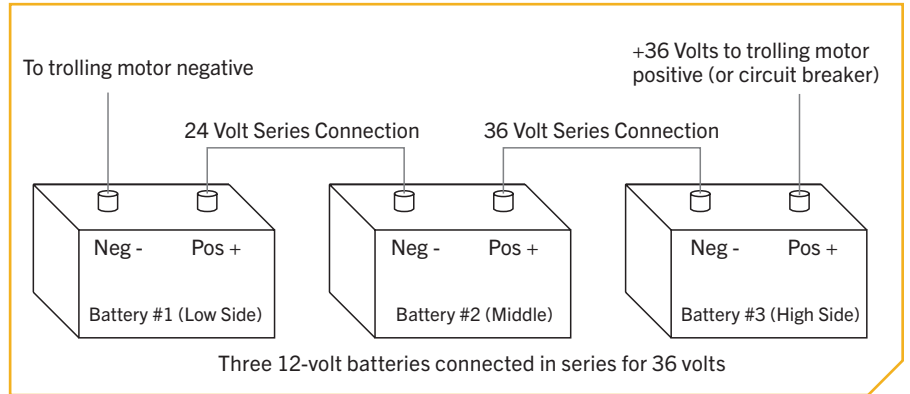 To trolling motor negative
+36 Volts to trolling motor
positive (or circuit breaker)
24 Volt Series Connection
36 Volt Series Connection
Neg -
Pos +
Neg -
Pos +
Neg -
Pos +
Battery #1 (Low Side)
Battery #2 (Middle)
Battery #3 (High Side)
Three 12-volt batteries connected in series for 36 volts